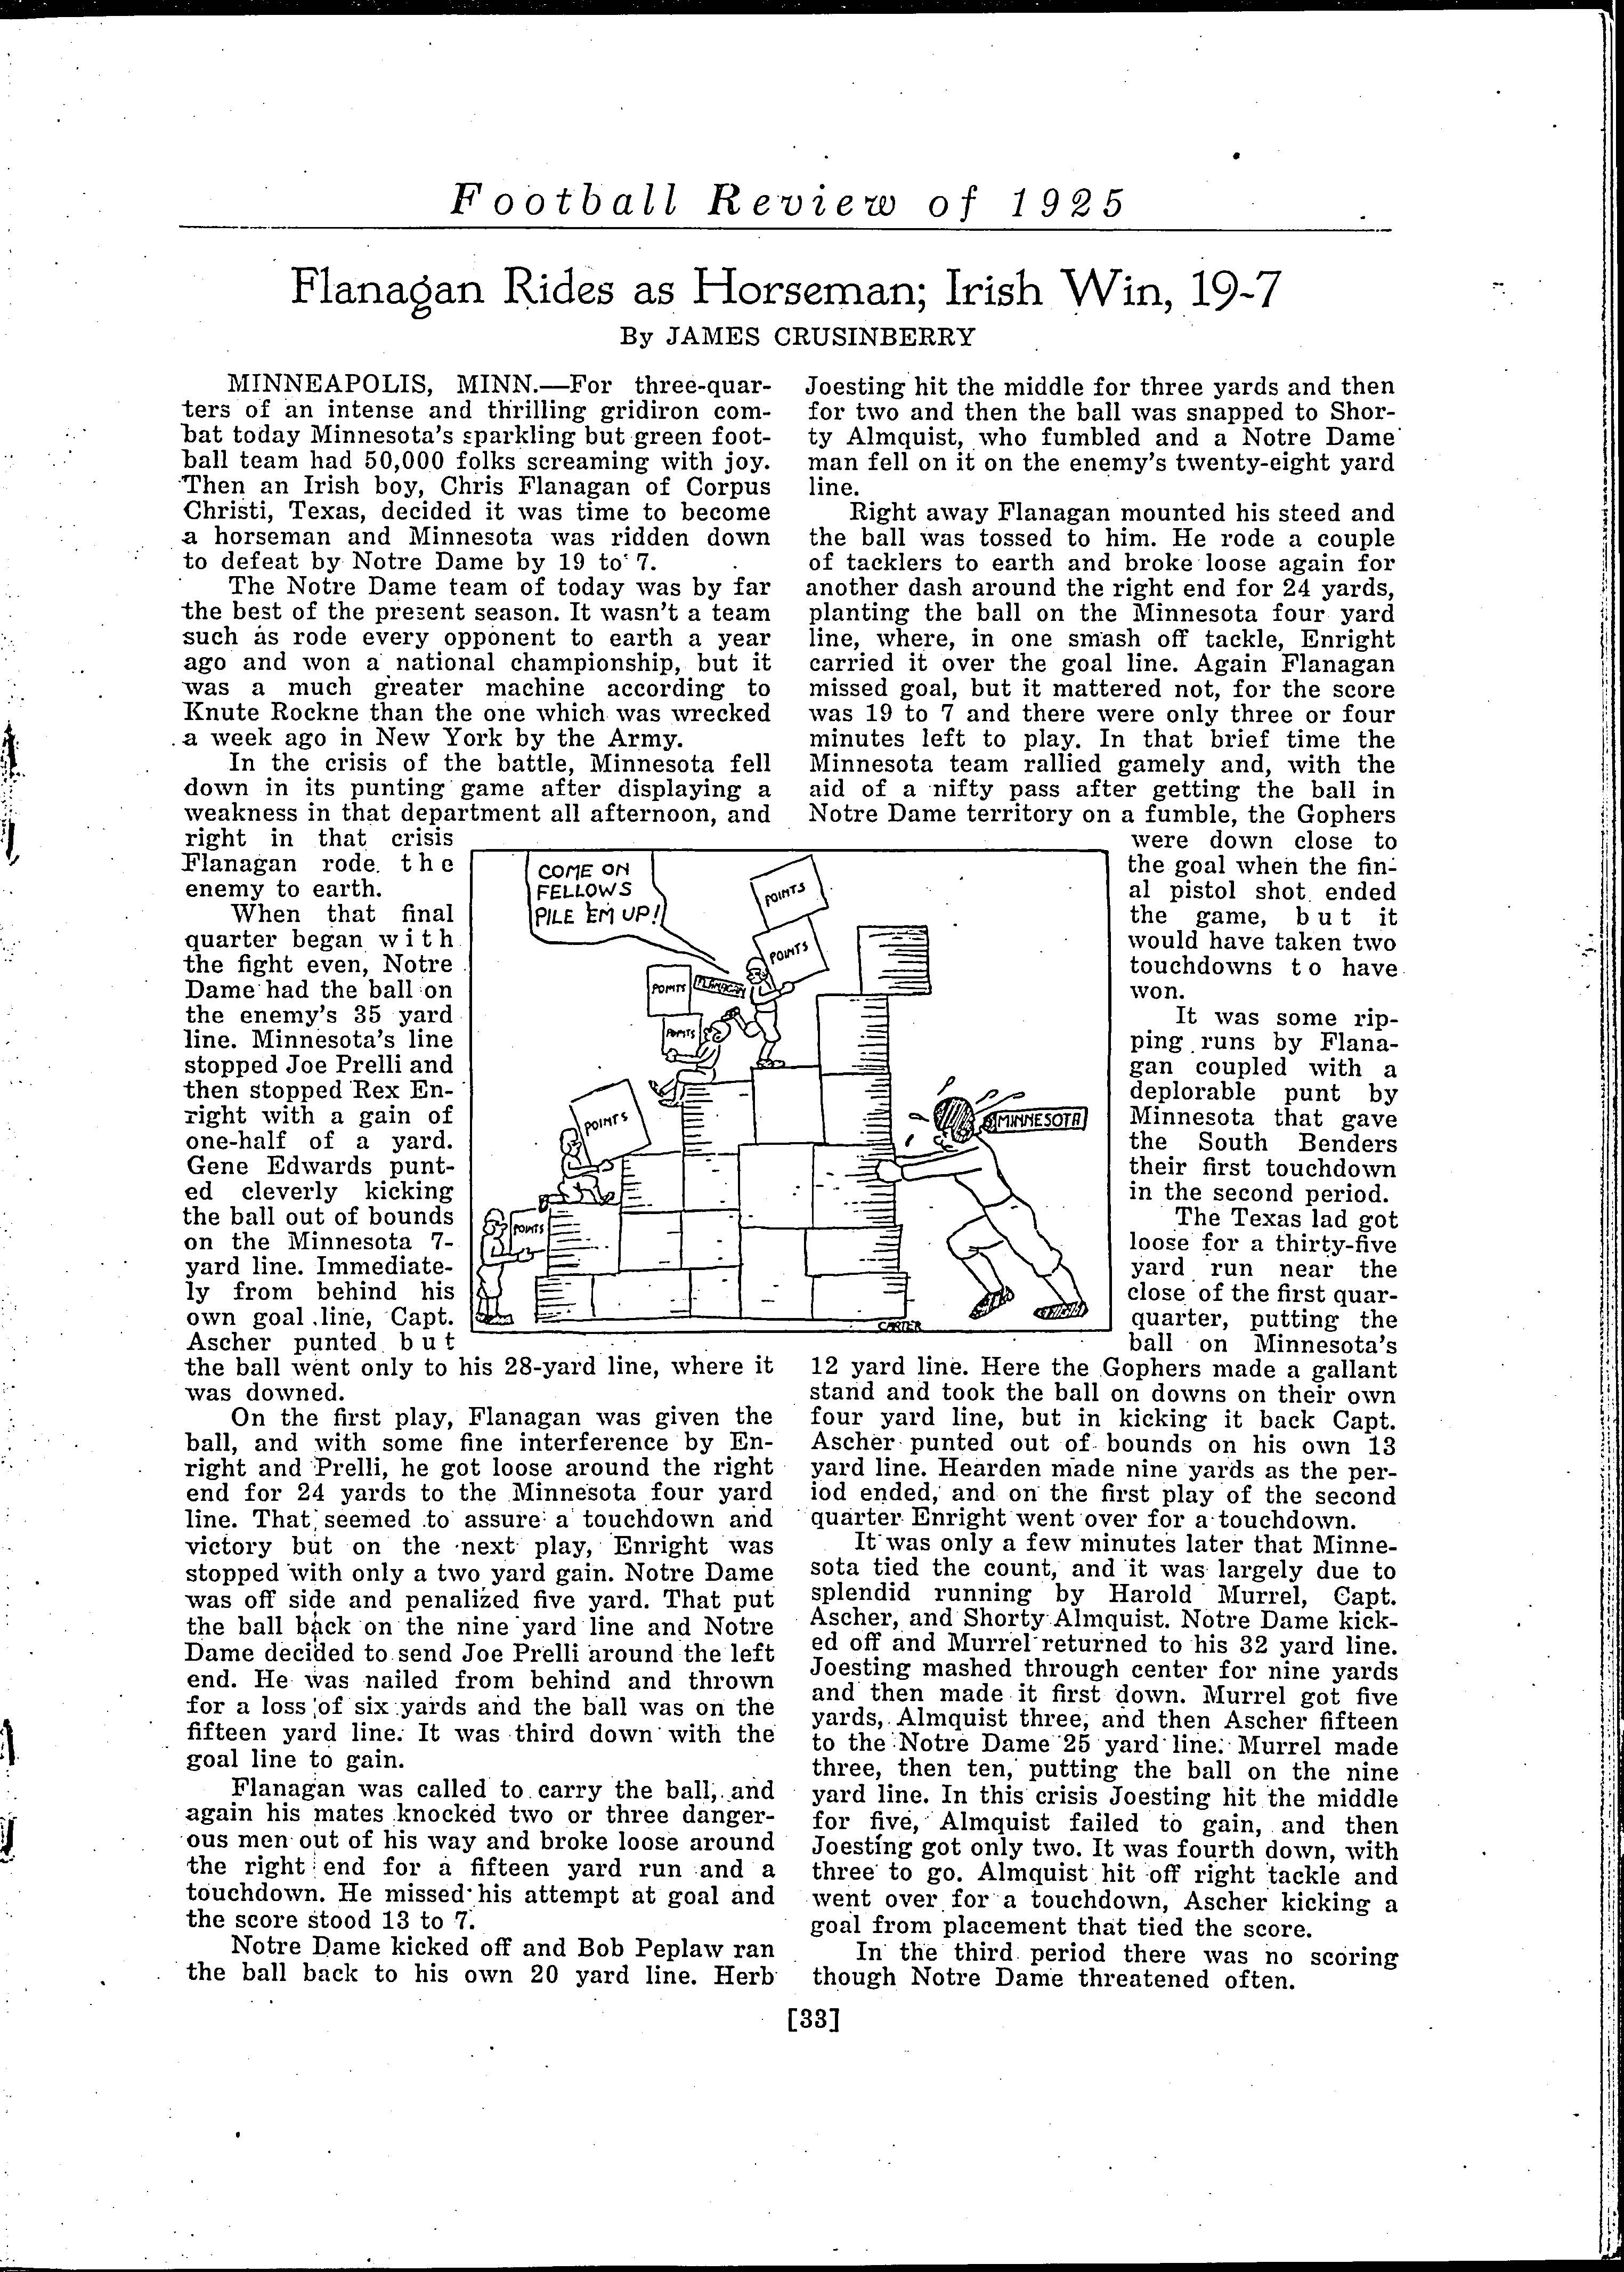 Football Review of 1925
Flanagan Rides as Horseman; Irish Win, 19-7
By JAMES CRUSINBERRY
MINNEAPOLIS, MINN.—For three-quar-
ters of an intense and thrilling gridiron com-
bat today Minnesota's sparkling but green foot-
ball team had 50,000 folks screaming with joy.
Then an Irish boy, Chris Flanagan of Corpus
Christi, Texas, decided it was time to become
a horseman and Minnesota was ridden down
to defeat by Notre Dame by 19 to 7.
The Notre Dame team of today was by far
the best of the present season. It wasn't a team
such as rode every opponent to earth a year
ago and won a national championship, but it
was a much greater machine according to
Knute Rockne than the one which was wrecked
a week ago in New York by the Army.
In the crisis of the battle, Minnesota fell
down in its punting game after displaying a
weakness in that department all afternoon, and
right in that crisis
Flanagan rode the
enemy to earth.
When that final
quarter began with
the fight even, Notre
Dame had the ball on
the enemy's 35 yard
line. Minnesota's line
stopped Joe Prelli and
then stopped Rex En-
right with a gain of
one-half of a yard.
Gene Edwards punt-
ed cleverly kicking
the ball out of bounds
on the Minnesota 7-
yard line. Immediate-
ly from behind his
own goal line, Capt.
Ascher punted but
the ball went only to his 28-yard line, where it
was downed.
On the first play, Flanagan was given the
ball, and with some fine interference by En-
right and Prelli, he got loose around the right
end for 24 yards to the Minnesota four yard
line. That seemed to assure a touchdown and
victory but on the next play, Enright was
stopped with only a two yard gain. Notre Dame
was off side and penalized five yard. That put
the ball back on the nine yard line and Notre
Dame decided to send Joe Prelli around the left
end. He was nailed from behind and thrown
for a loss of six yards and the ball was on the
fifteen yard line. It was third down with the
goal line to gain.
Flanagan was called to carry the ball, and
again his mates knocked two or three danger-
ous men out of his way and broke loose around
the right end for a fifteen yard run and a
touchdown. He missed his attempt at goal and
the score stood 13 to 7.
Notre Dame kicked off and Bob Peplaw ran
the ball back to his own 20 yard line. Herb
COME ON
FELLOWS
PILE 'EM UP!
POINTS
POINTS
POINTS
FLANAGAN
POINTS
POINTS
POINTS
MINNESOTA
CARTER
Joesting hit the middle for three yards and then
for two and then the ball was snapped to Shor-
ty Almquist, who fumbled and a Notre Dame
man fell on it on the enemy's twenty-eight yard
line.
Right away Flanagan mounted his steed and
the ball was tossed to him. He rode a couple
of tacklers to earth and broke loose again for
another dash around the right end for 24 yards,
planting the ball on the Minnesota four yard
line, where, in one smash off tackle, Enright
carried it over the goal line. Again Flanagan
missed goal, but it mattered not, for the score
was 19 to 7 and there were only three or four
minutes left to play. In that brief time the
Minnesota team rallied gamely and, with the
aid of a nifty pass after getting the ball in
Notre Dame territory on a fumble, the Gophers
were down close to
the goal when the fin-
al pistol shot ended
the game, but it
would have taken two
touchdowns to have
won.
It was some rip-
ping runs by Flana-
gan coupled with a
deplorable punt by
Minnesota that gave
the South Benders
their first touchdown
in the second period.
The Texas lad got
loose for a thirty-five
yard run near the
close of the first quar-
quarter, putting the
ball on Minnesota's
12 yard line. Here the Gophers made a gallant
stand and took the ball on downs on their own
four yard line, but in kicking it back Capt.
Ascher punted out of bounds on his own 13
yard line. Hearden made nine yards as the per-
iod ended, and on the first play of the second
quarter Enright went over for a touchdown.
It was only a few minutes later that Minne-
sota tied the count, and it was largely due to
splendid running by Harold Murrel, Capt.
Ascher, and Shorty Almquist. Notre Dame kick-
ed off and Murrel returned to his 32 yard line.
Joesting mashed through center for nine yards
and then made it first down. Murrel got five
yards, Almquist three, and then Ascher fifteen
to the Notre Dame 25 yard line. Murrel made
three, then ten, putting the ball on the nine
yard line. In this crisis Joesting hit the middle
for five, Almquist failed to gain, and then
Joesting got only two. It was fourth down, with
three to go. Almquist hit off right tackle and
went over for a touchdown, Ascher kicking a
goal from placement that tied the score.
In the third period there was no scoring
though Notre Dame threatened often.
[33]